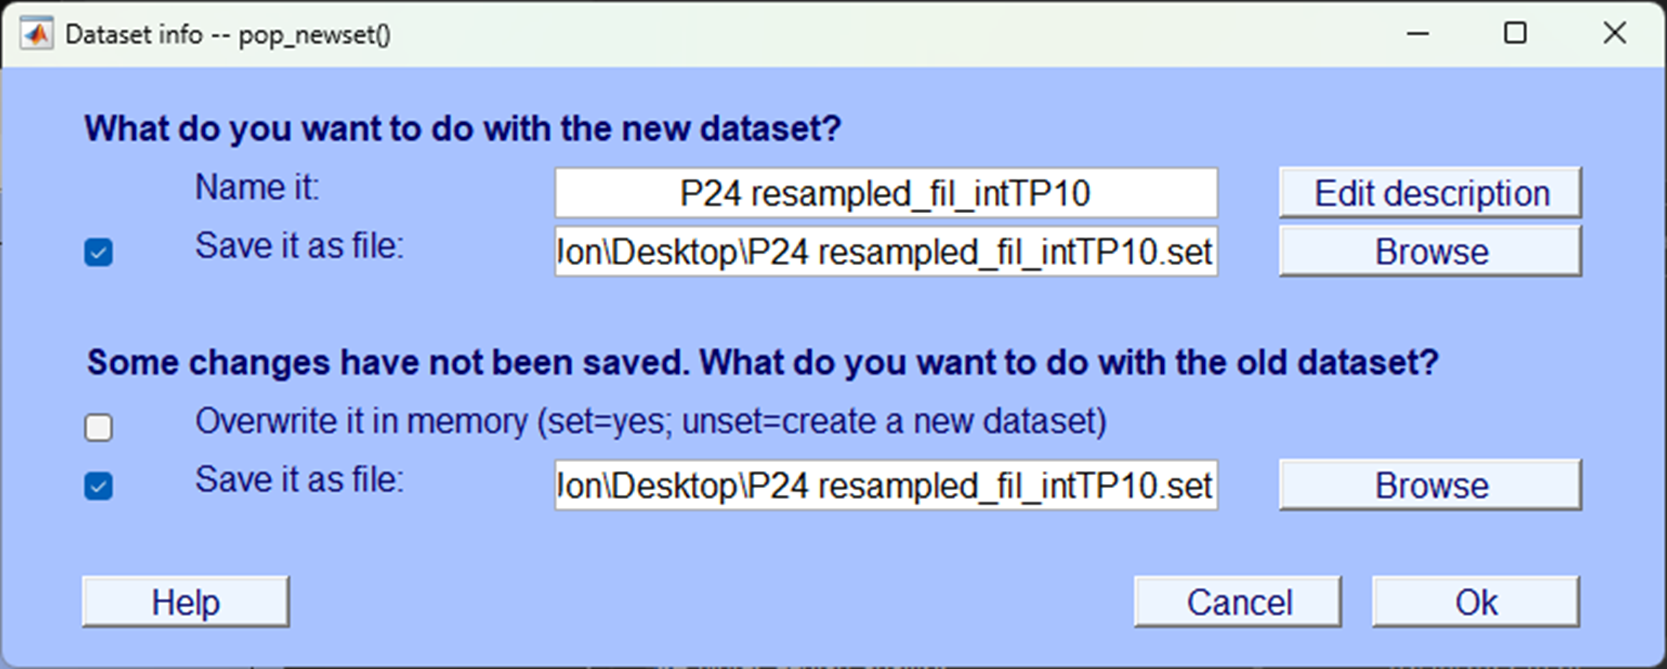 Dataset info -- pop_newset()
What do you want to do with the new dataset?
Name it: P24 resampled_fil_intTP10 Edit description
Save it as file: Jon\Desktop\P24 resampled_fil_intTP10.set Browse
Some changes have not been saved. What do you want to do with the old dataset?
Overwrite it in memory (set=yes; unset=create a new dataset)
Save it as file: Jon\Desktop\P24 resampled_fil_intTP10.set Browse
Help Cancel Ok